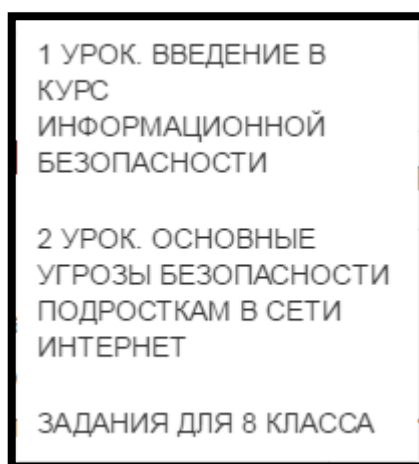 1 УРОК. ВВЕДЕНИЕ В
КУРС
ИНФОРМАЦИОННОЙ
БЕЗОПАСНОСТИ
2 УРОК. ОСНОВНЫЕ
УГРОЗЫ БЕЗОПАСНОСТИ
ПОДРОСТКАМ В СЕТИ
ИНТЕРНЕТ
ЗАДАНИЯ ДЛЯ 8 КЛАССА